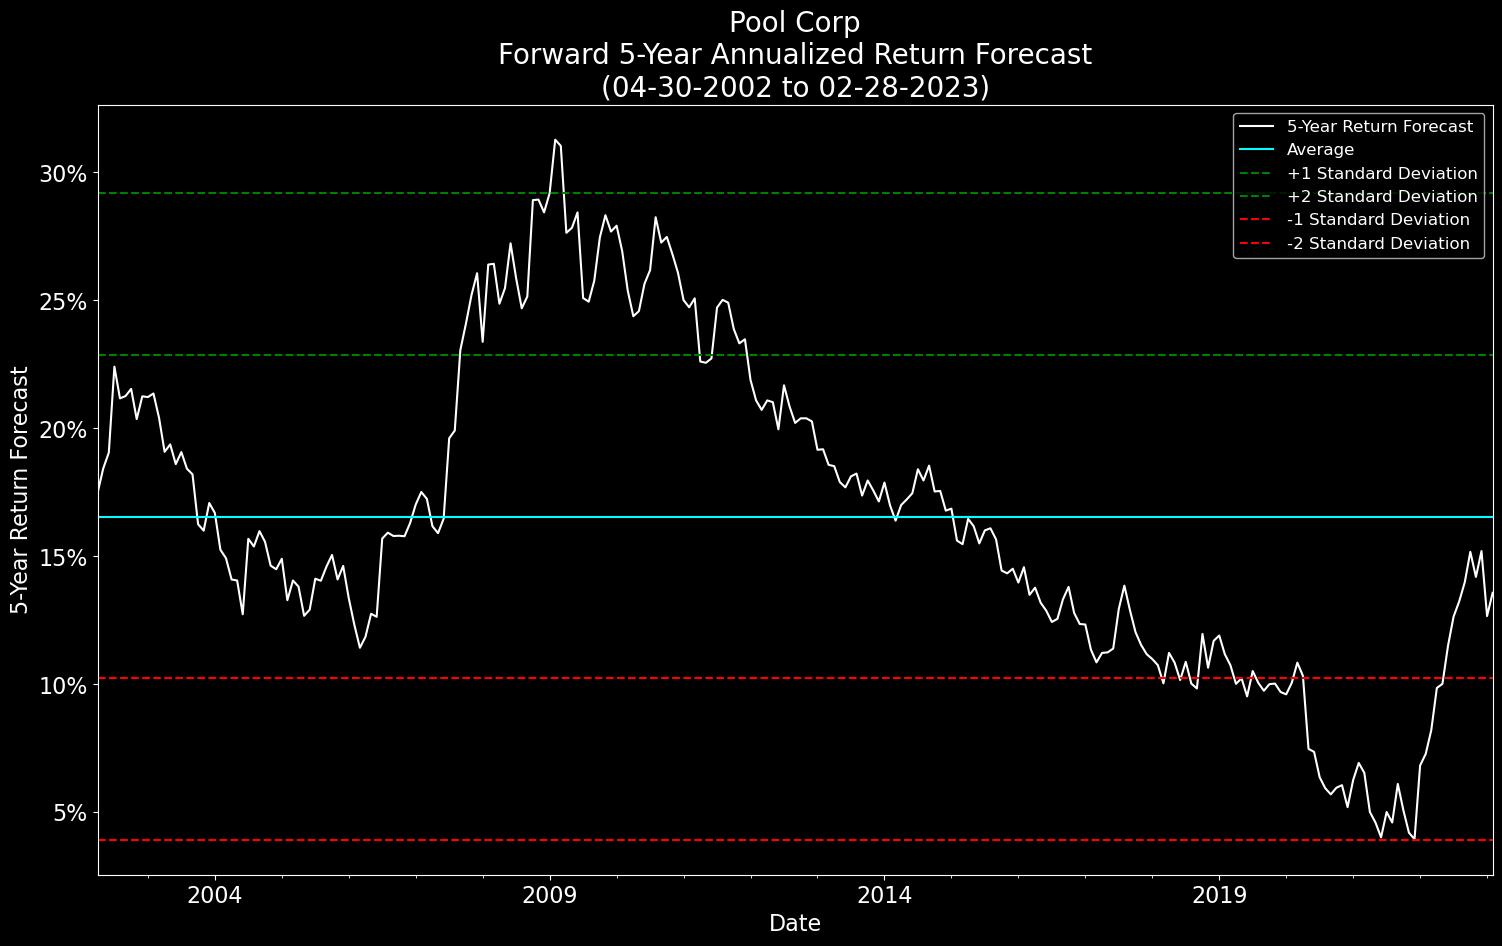 Pool Corp
Forward 5-Year Annualized Return Forecast
(04-30-2002 to 02-28-2023)
5-Year Return Forecast
Average
+1 Standard Deviation
+2 Standard Deviation
-1 Standard Deviation
-2 Standard Deviation
30%
25%
20%
15%
10%
5%
5-Year Return Forecast
2004
2009
2014
2019
Date